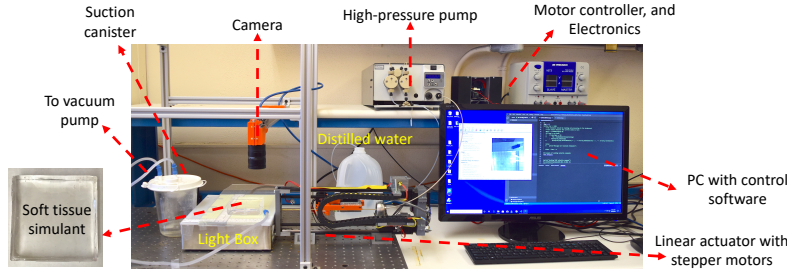 Suction
canister
Camera
High-pressure pump
Motor controller, and
Electronics
To vacuum
pump
Distilled water
Soft tissue
simulant
Light Box
PC with control
software
Linear actuator with
stepper motors